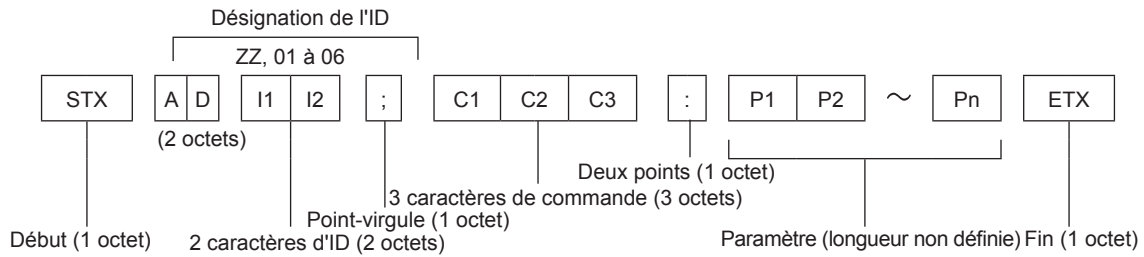 Désignation de l'ID
ZZ, 01 à 06
STX A D I1 I2 ; C1 C2 C3 : P1 P2 ～ Pn ETX
(2 octets)
Deux points (1 octet)
3 caractères de commande (3 octets)
Point-virgule (1 octet)
Début (1 octet) 2 caractères d'ID (2 octets) Paramètre (longueur non définie) Fin (1 octet)